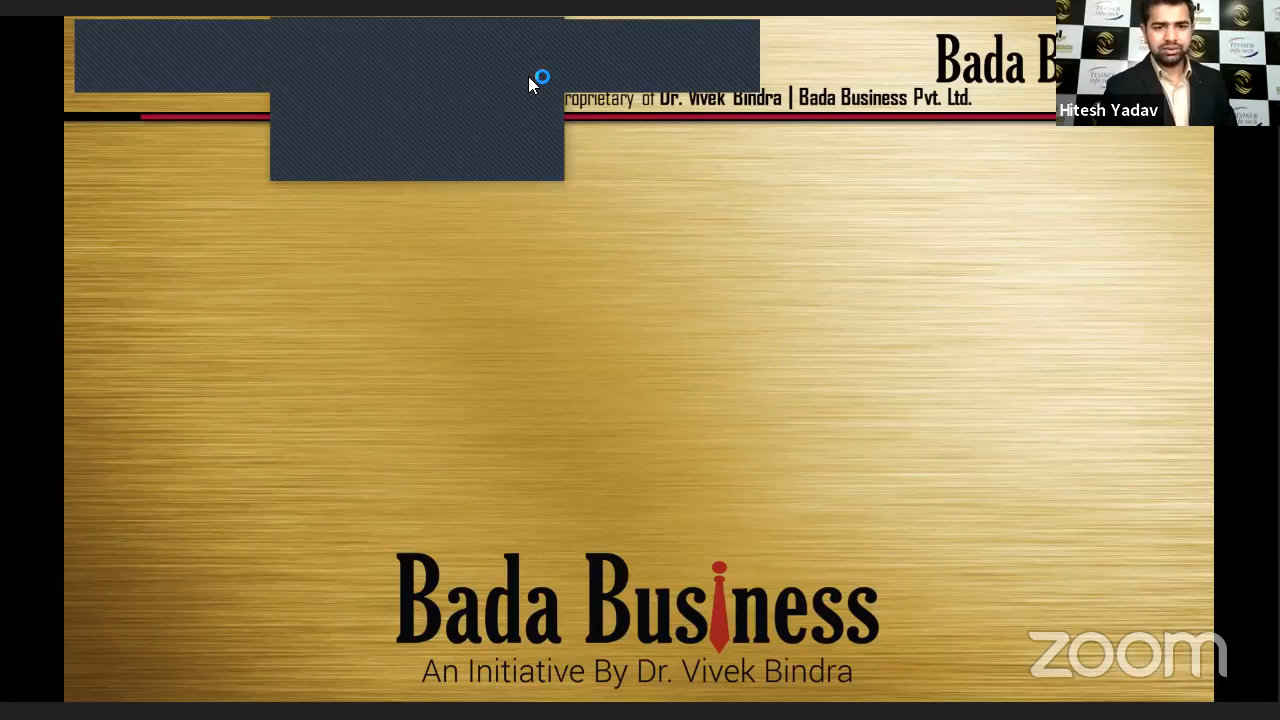 Bada B
roprietary of Dr. Vivek Bindra | Bada Business Pvt. Ltd.
Hitesh Yadav
Bada Business
An Initiative By Dr. Vivek Bindra
zoom